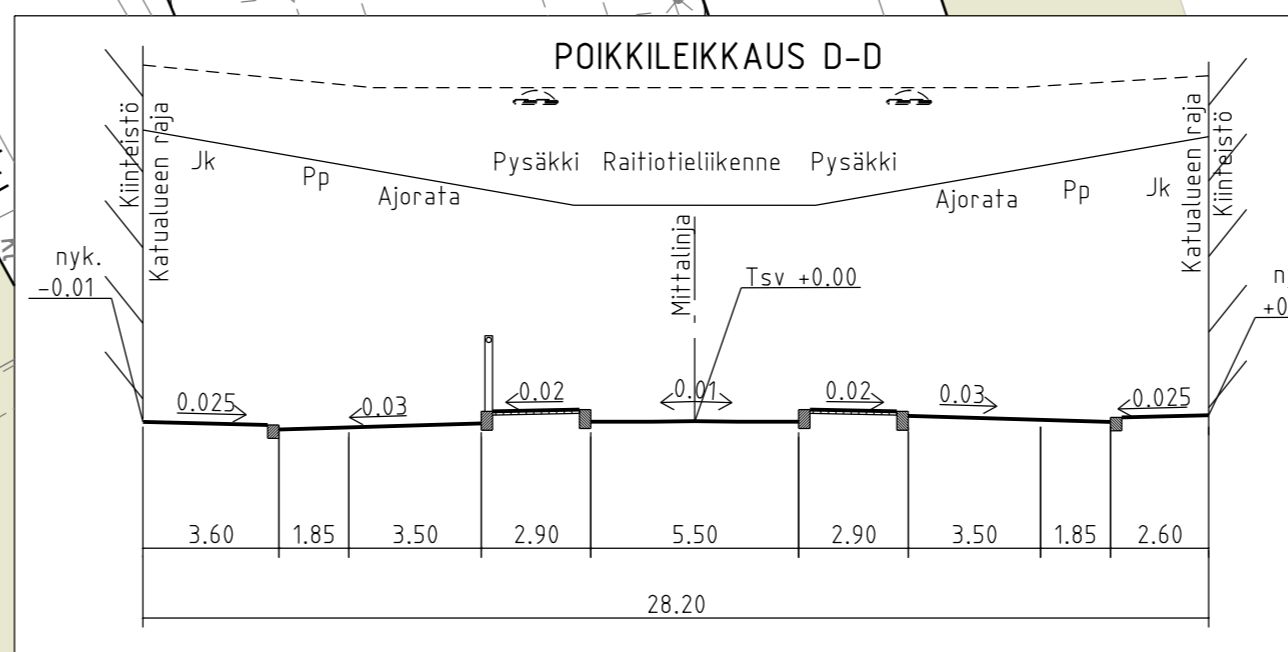 POIKKILEIKKAUS D-D
Kiinteistö
Katualueen raja
Jk
Pp
Ajorata
Pysäkki
Raitiotieliikenne
Pysäkki
Ajorata
Pp
Jk
Katualueen raja
Kiinteistö
nyk.
-0.01
Mittalinja
Tsv +0.00
n
+0
0.025
0.03
0.02
0.01
0.02
0.03
0.025
3.60
1.85
3.50
2.90
5.50
2.90
3.50
1.85
2.60
28.20